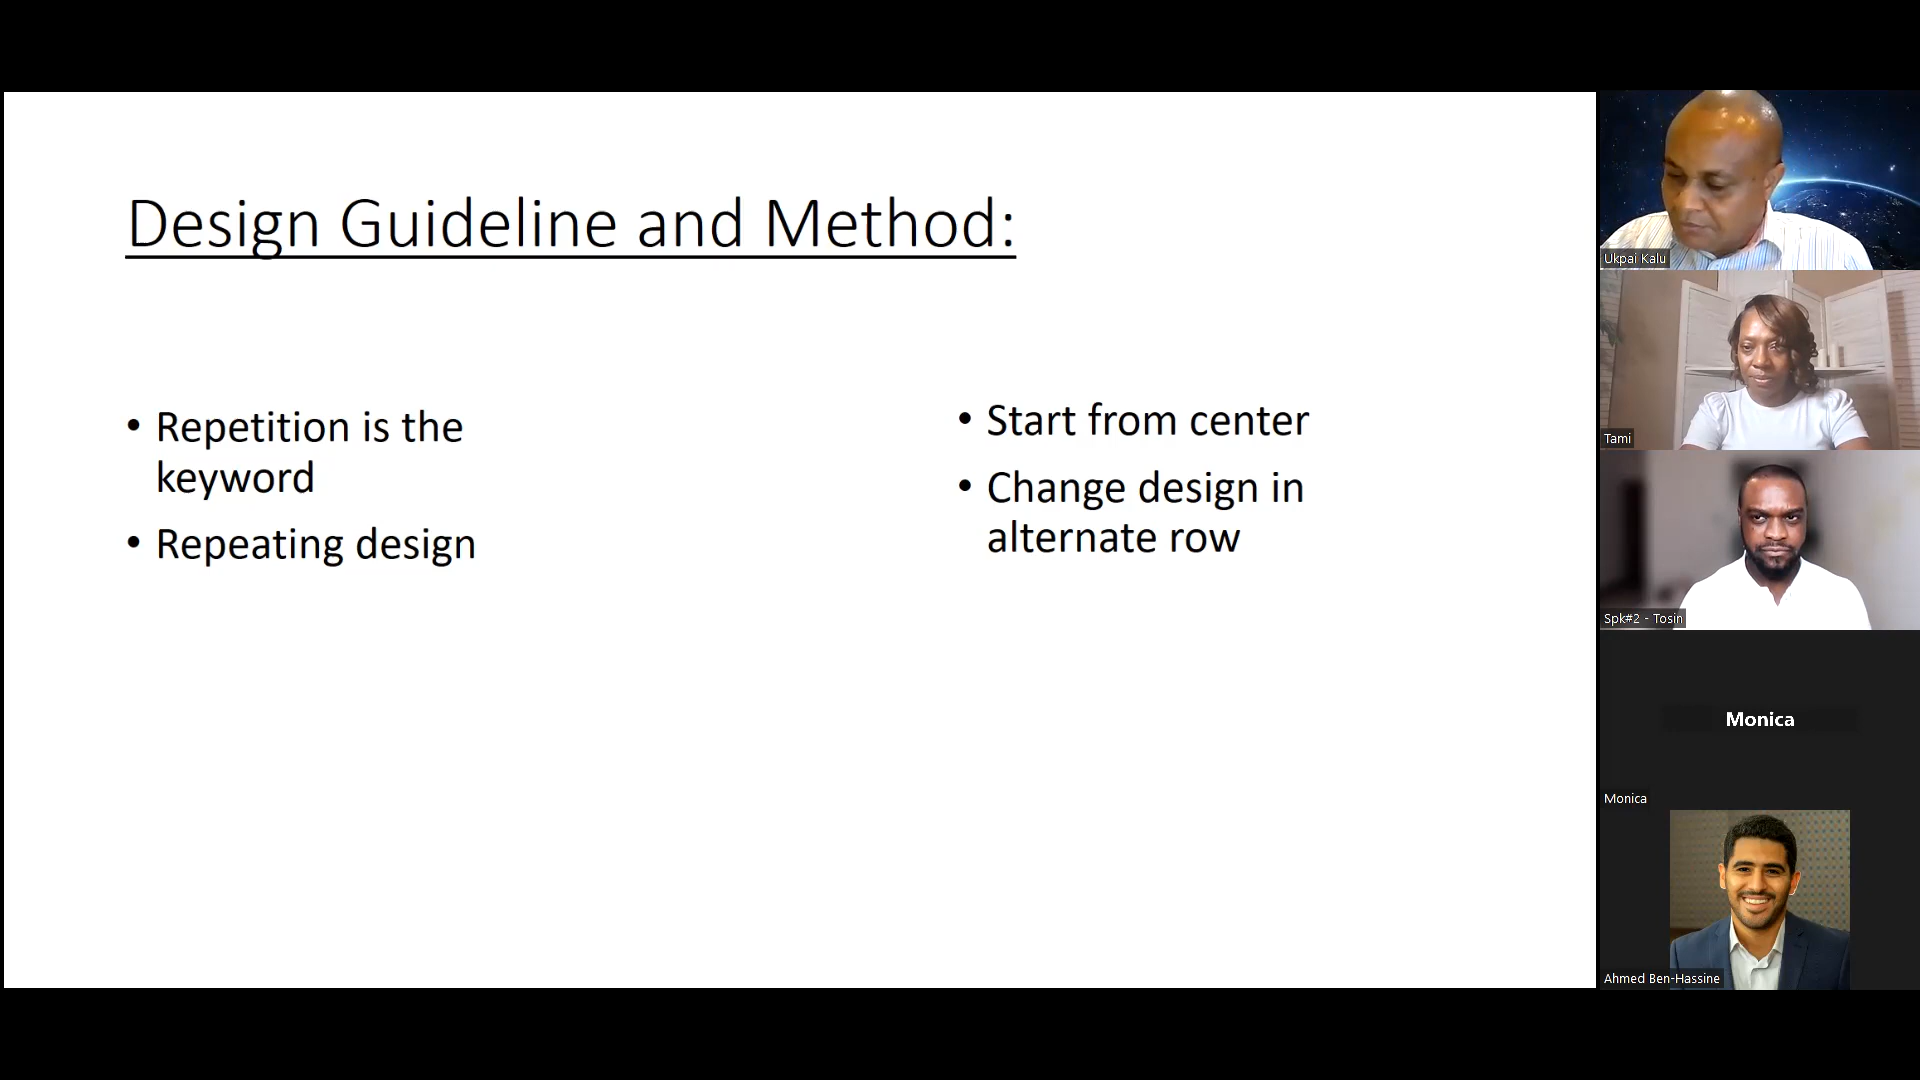 Design Guideline and Method:
• Repetition is the
keyword
• Repeating design
• Start from center
• Change design in
alternate row
Ukpai Kalu
Tami
Spk#2 - Tosin
Monica
Monica
Ahmed Ben-Hassine